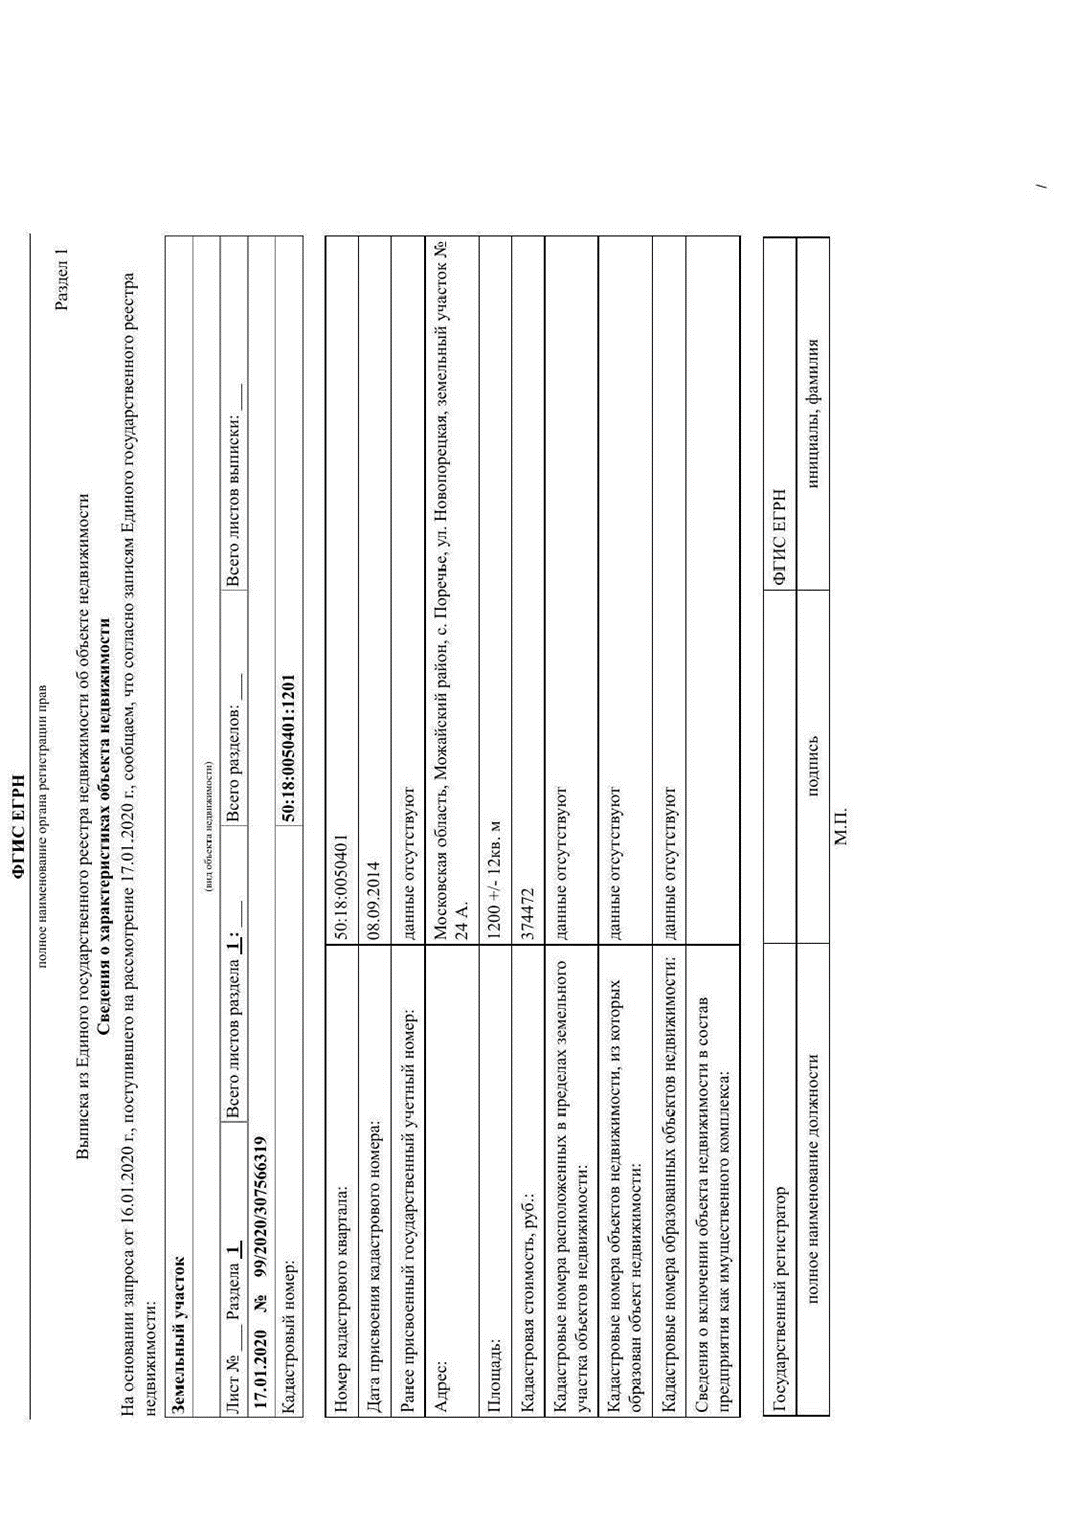 ФГИС ЕГРН
полное наименование органа регистрации прав
Раздел 1
Выписка из Единого государственного реестра недвижимости об объекте недвижимости
Сведения о характеристиках объекта недвижимости
На основании запроса от 16.01.2020 г., поступившего на рассмотрение 17.01.2020 г., сообщаем, что согласно записям Единого государственного реестра
недвижимости:
Земельный участок
(вид объекта недвижимости)
Лист № ___ Раздела 1 Всего листов раздела 1 : ___ Всего разделов: ___ Всего листов выписки: ___
17.01.2020 № 99/2020/307566319
Кадастровый номер: 50:18:0050401:1201
Номер кадастрового квартала: 50:18:0050401
Дата присвоения кадастрового номера: 08.09.2014
Ранее присвоенный государственный учетный номер: данные отсутствуют
Адрес: Московская область, Можайский район, с. Поречье, ул. Новопорецкая, земельный участок №
24 А.
Площадь: 1200 +/- 12кв. м
Кадастровая стоимость, руб.: 374472
Кадастровые номера расположенных в пределах земельного
участка объектов недвижимости: данные отсутствуют
Кадастровые номера объектов недвижимости, из которых
образован объект недвижимости: данные отсутствуют
Кадастровые номера образованных объектов недвижимости: данные отсутствуют
Сведения о включении объекта недвижимости в состав
предприятия как имущественного комплекса:
Государственный регистратор ФГИС ЕГРН
полное наименование должности подпись инициалы, фамилия
М.П.